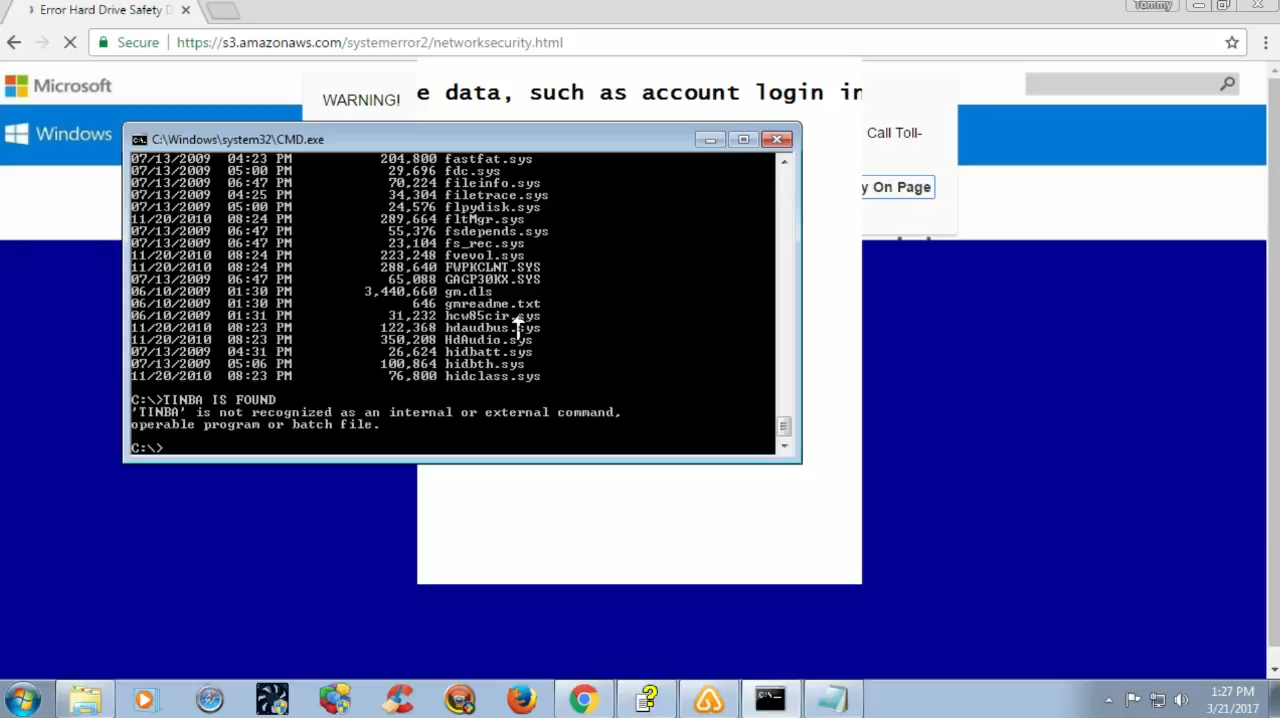 Error Hard Drive Safety D
Tommy
Secure
https://s3.amazonaws.com/systemerror2/networksecurity.html
Microsoft
WARNING!
e data, such as account login in
Windows
Call Toll-
y On Page
C:\Windows\system32\CMD.exe
07/13/2009 04:23 PM 204,800 fastfat.sys
07/13/2009 05:00 PM 29,696 fdc.sys
07/13/2009 06:47 PM 70,224 fileinfo.sys
07/13/2009 04:25 PM 34,304 filetrace.sys
07/13/2009 05:00 PM 24,576 flpydisk.sys
11/20/2010 08:24 PM 289,664 fltMgr.sys
07/13/2009 06:47 PM 55,376 fsdepends.sys
07/13/2009 06:47 PM 23,104 fs_rec.sys
11/20/2010 08:24 PM 223,248 fvevol.sys
11/20/2010 08:24 PM 288,640 FWPKCLNT.SYS
07/13/2009 06:47 PM 65,088 GAGP30KX.SYS
06/10/2009 01:30 PM 3,440,660 gm.dls
06/10/2009 01:30 PM 646 gmreadme.txt
06/10/2009 01:31 PM 31,232 hcw85cir.sys
11/20/2010 08:23 PM 122,368 hdaudbus.sys
11/20/2010 08:23 PM 350,208 HdAudio.sys
07/13/2009 04:31 PM 26,624 hidbatt.sys
07/13/2009 05:06 PM 100,864 hidbth.sys
11/20/2010 08:23 PM 76,800 hidclass.sys
C:\>TINBA IS FOUND
'TINBA' is not recognized as an internal or external command,
operable program or batch file.
C:\>
1:27 PM
3/21/2017